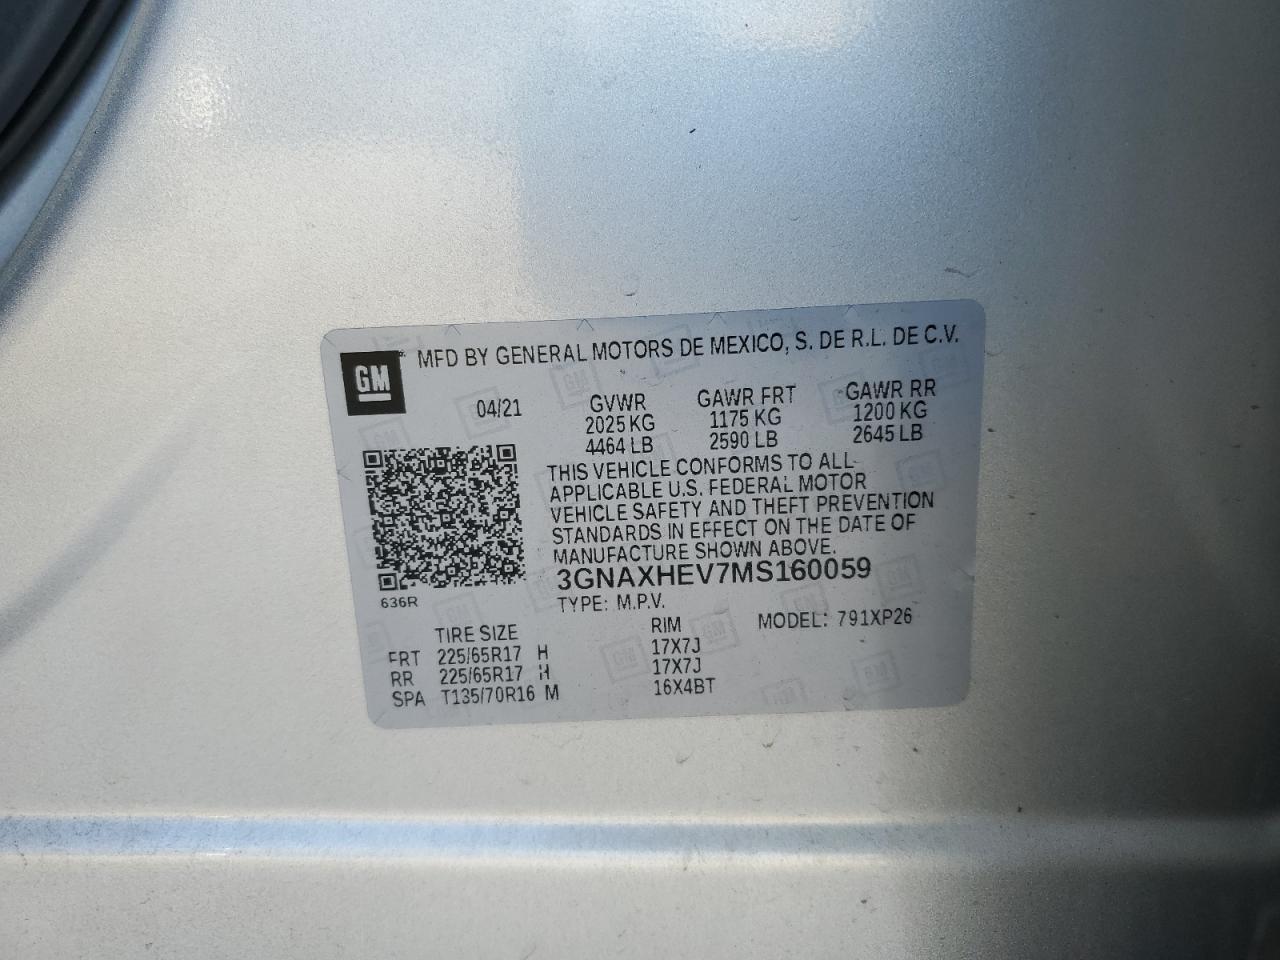 GM
MFD BY GENERAL MOTORS DE MEXICO, S. DE R.L. DE C.V.
04/21
GVWR GAWR FRT GAWR RR
2025 KG 1175 KG 1200 KG
4464 LB 2590 LB 2645 LB
THIS VEHICLE CONFORMS TO ALL
APPLICABLE U.S. FEDERAL MOTOR
VEHICLE SAFETY AND THEFT PREVENTION
STANDARDS IN EFFECT ON THE DATE OF
MANUFACTURE SHOWN ABOVE.
3GNAXHEV7MS160059
636R
TYPE: M.P.V.
TIRE SIZE RIM MODEL: 791XP26
FRT 225/65R17 H 17X7J
RR 225/65R17 H 17X7J
SPA T135/70R16 M 16X4BT